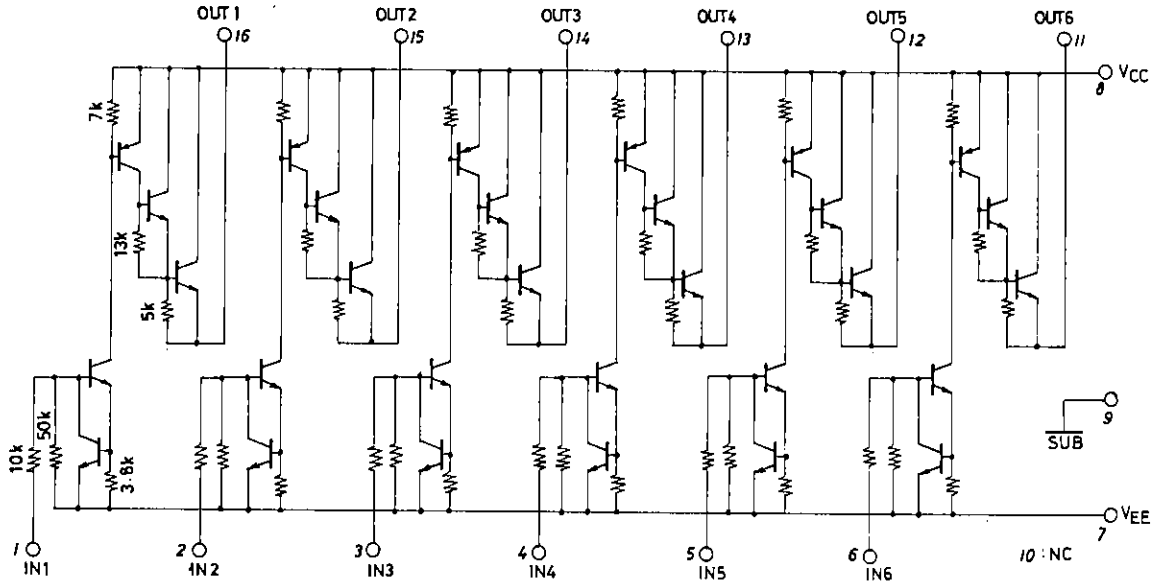 OUT1 OUT2 OUT3 OUT4 OUT5 OUT6
16 15 14 13 12 11
VCC
8
7k
13k
5k
50k
10k
3.8k
9
SUB
VEE
7
1 2 3 4 5 6
IN1 IN2 IN3 IN4 IN5 IN6
10 : NC